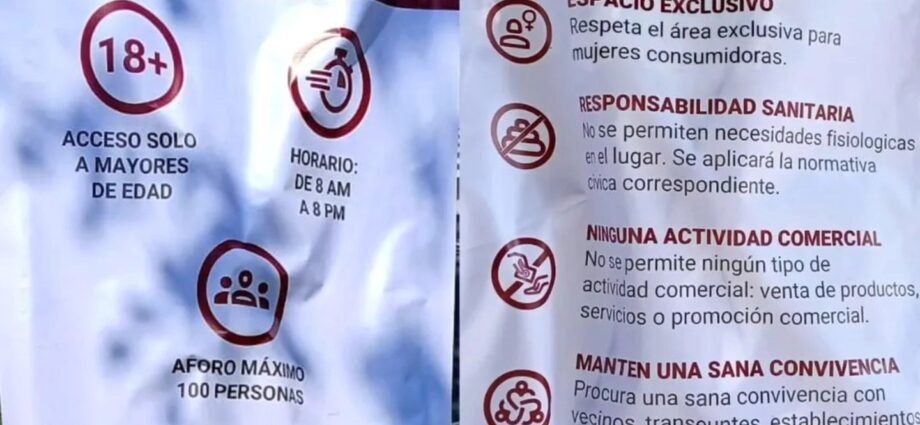 18+
ACCESO SOLO
A MAYORES
DE EDAD
HORARIO:
DE 8 AM
A 8 PM
AFORO MÁXIMO
100 PERSONAS
ESPACIO EXCLUSIVO
Respeta el área exclusiva para
mujeres consumidoras.
RESPONSABILIDAD SANITARIA
No se permiten necesidades fisiologicas
en el lugar. Se aplicará la normativa
cívica correspondiente.
NINGUNA ACTIVIDAD COMERCIAL
No se permite ningún tipo de
actividad comercial: venta de productos,
servicios o promoción comercial.
MANTEN UNA SANA CONVIVENCIA
Procura una sana convivencia con
vecinos, transeuntes, establecimientos